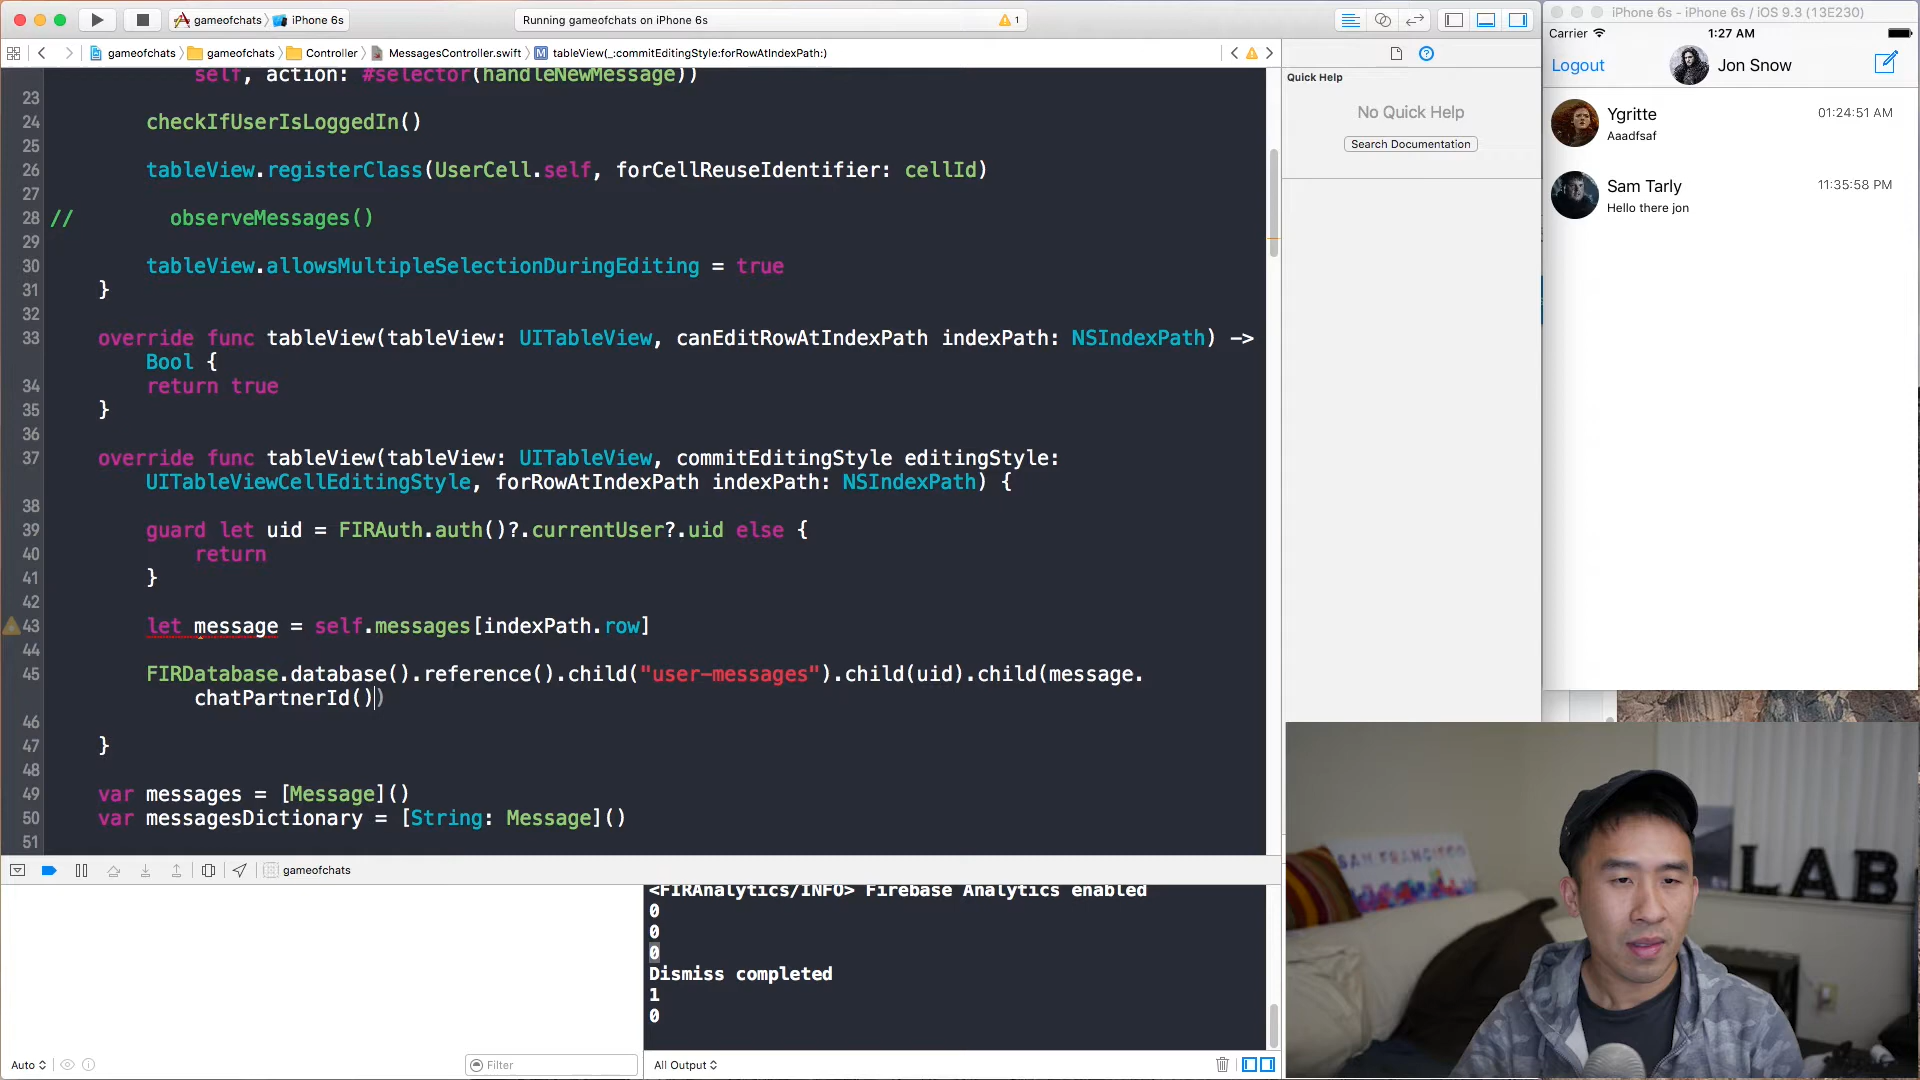 gameofchats
iPhone 6s
Running gameofchats on iPhone 6s
1
gameofchats
gameofchats
Controller
MessagesController.swift
tableView(_:commitEditingStyle:forRowAtIndexPath:)
self, action: #selector(handleNewMessage))
23
24 checkIfUserIsLoggedIn()
25
26 tableView.registerClass(UserCell.self, forCellReuseIdentifier: cellId)
27
28 // observeMessages()
29
30 tableView.allowsMultipleSelectionDuringEditing = true
31 }
32
33 override func tableView(tableView: UITableView, canEditRowAtIndexPath indexPath: NSIndexPath) ->
Bool {
34 return true
35 }
36
37 override func tableView(tableView: UITableView, commitEditingStyle editingStyle:
UITableViewCellEditingStyle, forRowAtIndexPath indexPath: NSIndexPath) {
38
39 guard let uid = FIRAuth.auth()?.currentUser?.uid else {
40 return
41 }
42
43 let message = self.messages[indexPath.row]
44
45 FIRDatabase.database().reference().child("user-messages").child(uid).child(message.
chatPartnerId())
46
47 }
48
49 var messages = [Message]()
50 var messagesDictionary = [String: Message]()
51
gameofchats
<FIRAnalytics/INFO> Firebase Analytics enabled
0
0
0
Dismiss completed
1
0
Auto
Filter
All Output
Quick Help
No Quick Help
Search Documentation
iPhone 6s - iPhone 6s / iOS 9.3 (13E230)
Carrier
1:27 AM
Logout
Jon Snow
Ygritte
01:24:51 AM
Aaadfsaf
Sam Tarly
11:35:58 PM
Hello there jon
SAN FRANCISCO
LAB